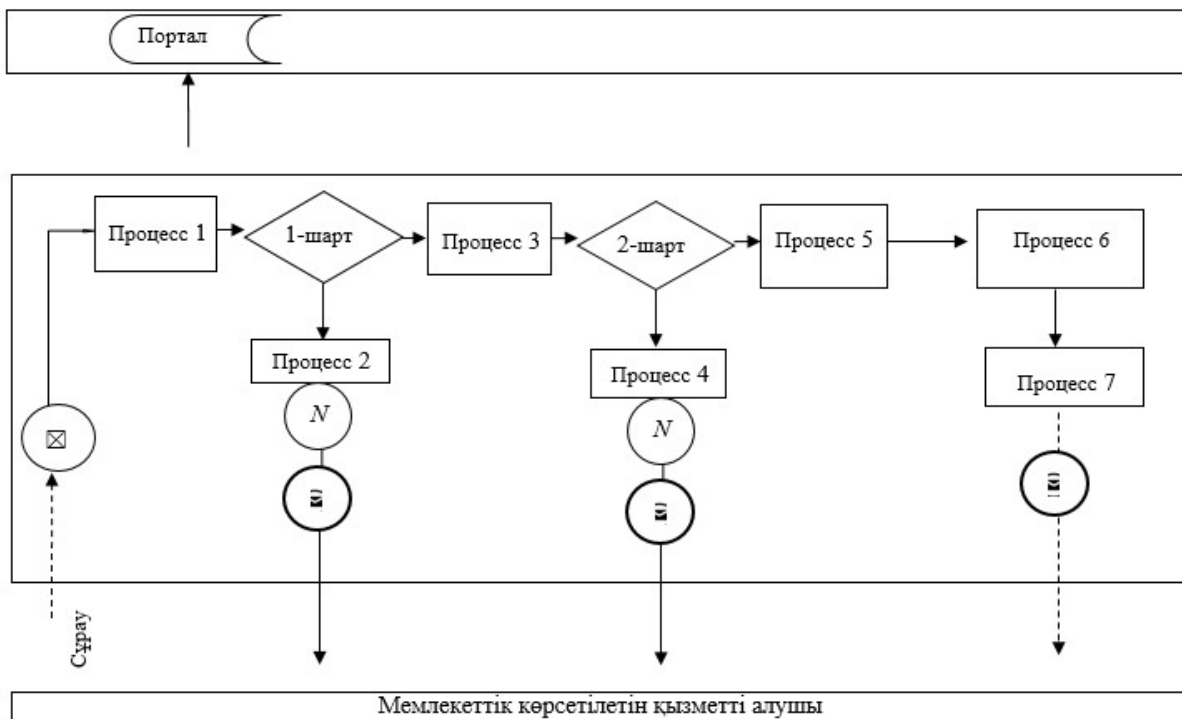 Портал
Процесс 1
1-шарт
Процесс 3
2-шарт
Процесс 5
Процесс 6
Процесс 2
Процесс 4
Процесс 7
N
N
Сұрау
Мемлекеттік көрсетілетін қызметті алушы